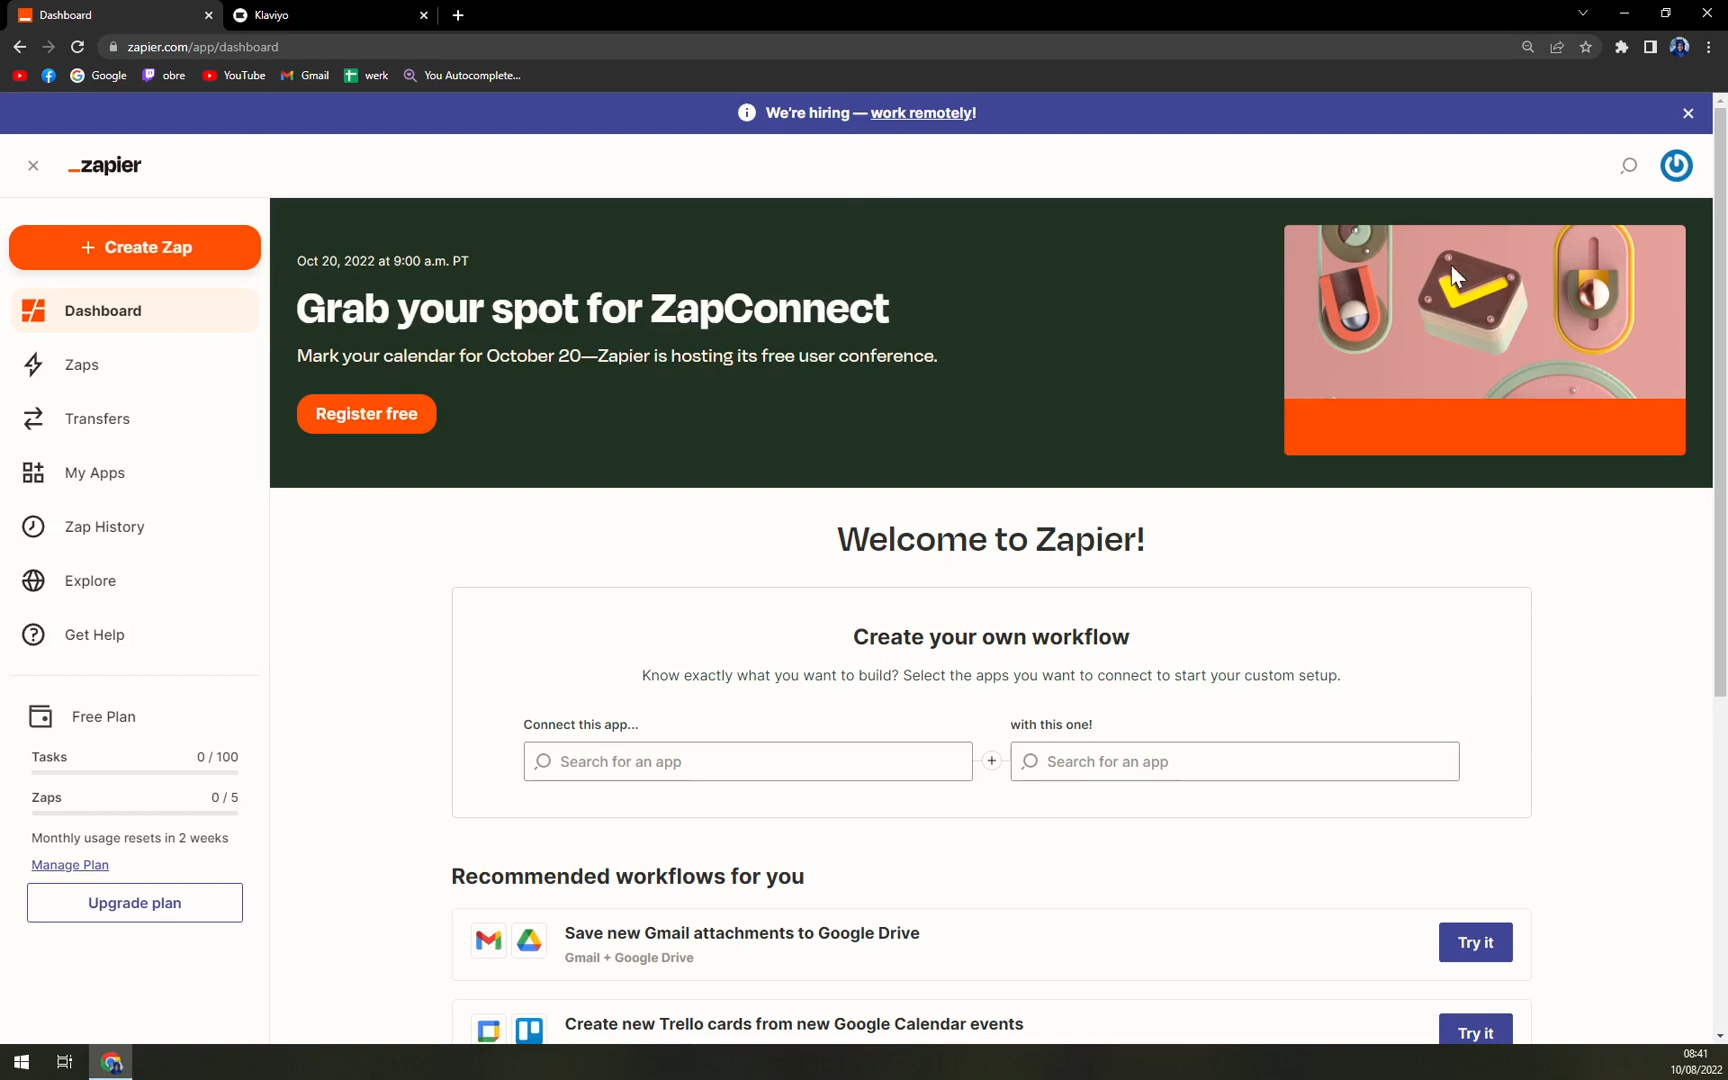 Dashboard
Klaviyo
zapier.com/app/dashboard
Google
obre
YouTube
Gmail
werk
You Autocomplete...
We're hiring — work remotely!
_zapier
+ Create Zap
Dashboard
Zaps
Transfers
My Apps
Zap History
Explore
Get Help
Free Plan
Tasks 0 / 100
Zaps 0 / 5
Monthly usage resets in 2 weeks
Manage Plan
Upgrade plan
Oct 20, 2022 at 9:00 a.m. PT
Grab your spot for ZapConnect
Mark your calendar for October 20—Zapier is hosting its free user conference.
Register free
Welcome to Zapier!
Create your own workflow
Know exactly what you want to build? Select the apps you want to connect to start your custom setup.
Connect this app...
with this one!
Search for an app
Search for an app
Recommended workflows for you
Save new Gmail attachments to Google Drive
Gmail + Google Drive
Try it
Create new Trello cards from new Google Calendar events
Try it
08:41
10/08/2022